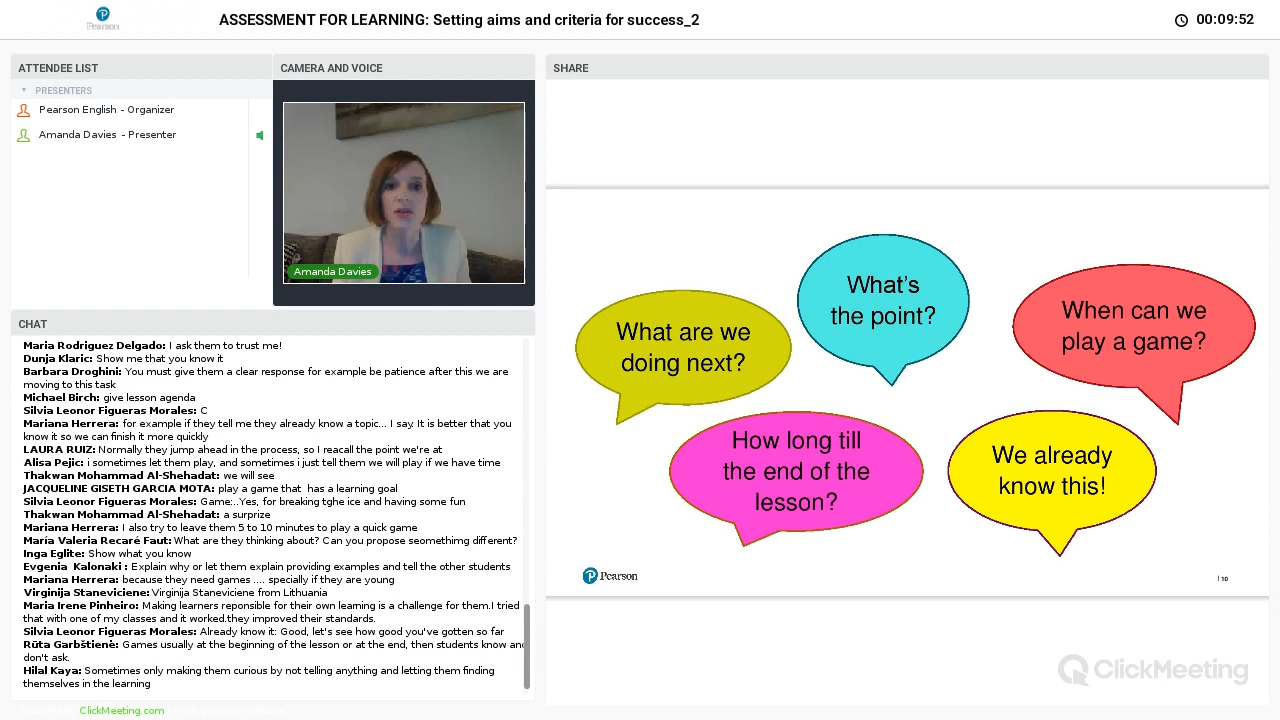 Pearson
ASSESSMENT FOR LEARNING: Setting aims and criteria for success_2
00:09:52
ATTENDEE LIST
PRESENTERS
Pearson English - Organizer
Amanda Davies - Presenter
CAMERA AND VOICE
Amanda Davies
CHAT
Maria Rodriguez Delgado: I ask them to trust me!
Dunja Klaric: Show me that you know it
Barbara Droghini: You must give them a clear response for example be patience after this we are
moving to this task
Michael Birch: give lesson agenda
Silvia Leonor Figueras Morales: C
Mariana Herrera: for example if they tell me they already know a topic... I say. It is better that you
know it so we can finish it more quickly
LAURA RUIZ: Normally they jump ahead in the process, so I reacall the point we're at
Alisa Pejic: i sometimes let them play, and sometimes i just tell them we will play if we have time
Thakwan Mohammad Al-Shehadat: we will see
JACQUELINE GISETH GARCIA MOTA: play a game that has a learning goal
Silvia Leonor Figueras Morales: Game:..Yes, for breaking tghe ice and having some fun
Thakwan Mohammad Al-Shehadat: a surprize
Mariana Herrera: I also try to leave them 5 to 10 minutes to play a quick game
María Valeria Recaré Faut: What are they thinking about? Can you propose seomethimg different?
Inga Eglite: Show what you know
Evgenia Kalonaki : Explain why or let them explain providing examples and tell the other students
Mariana Herrera: because they need games .... specially if they are young
Virginija Staneviciene: Virginija Staneviciene from Lithuania
Maria Irene Pinheiro: Making learners reponsible for their own learning is a challenge for them.I tried
that with one of my classes and it worked.they improved their standards.
Silvia Leonor Figueras Morales: Already know it: Good, let's see how good you've gotten so far
Rūta Garbštienė: Games usually at the beginning of the lesson or at the end, then students know and
don't ask.
Hilal Kaya: Sometimes only making them curious by not telling anything and letting them finding
themselves in the learning
ClickMeeting.com
SHARE
What are we
doing next?
What's
the point?
When can we
play a game?
How long till
the end of the
lesson?
We already
know this!
Pearson
10
ClickMeeting